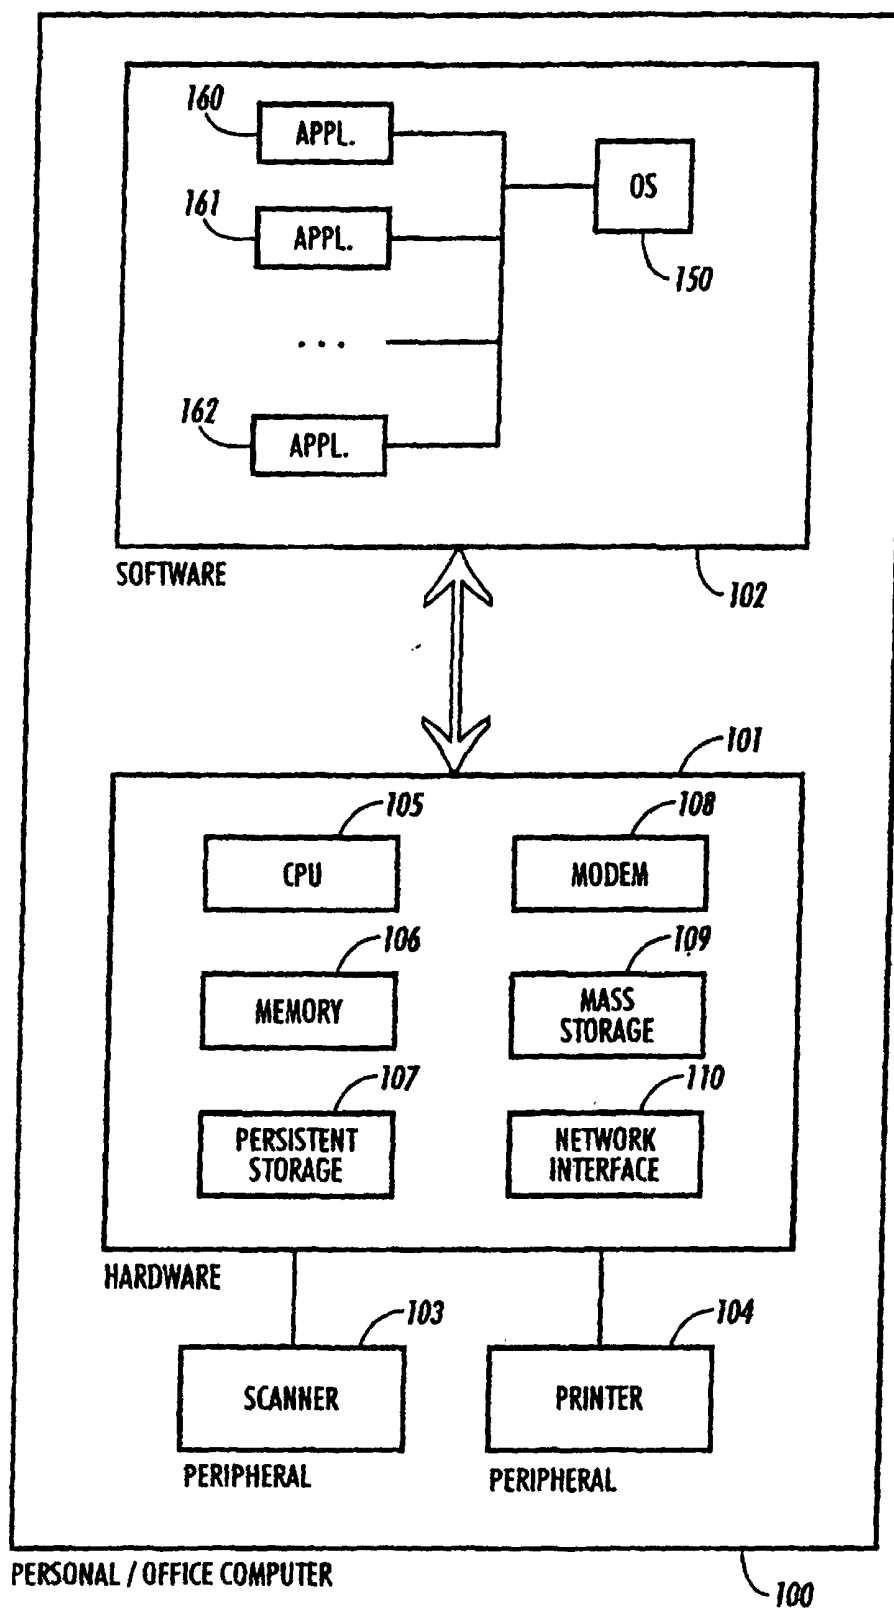 160
APPL.
OS
161
APPL.
150
...
162
APPL.
SOFTWARE
102
101
105
108
CPU
MODEM
106
109
MEMORY
MASS
STORAGE
107
110
PERSISTENT
STORAGE
NETWORK
INTERFACE
HARDWARE
103
104
SCANNER
PRINTER
PERIPHERAL
PERIPHERAL
PERSONAL / OFFICE COMPUTER
100